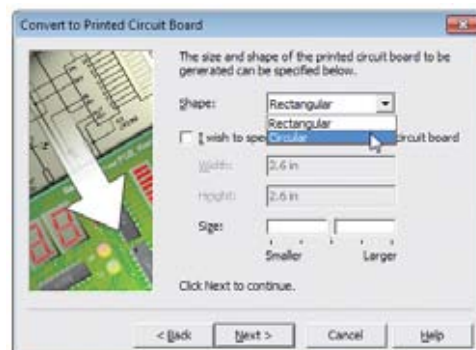 Convert to Printed Circuit Board
The size and shape of the printed circuit board to be
generated can be specified below.
Shape: Rectangular
Rectangular
Circular
I wish to spe circuit board
Width: 2.6 in
Height: 2.6 in
Size:
Smaller Larger
Click Next to continue.
< Back Next > Cancel Help